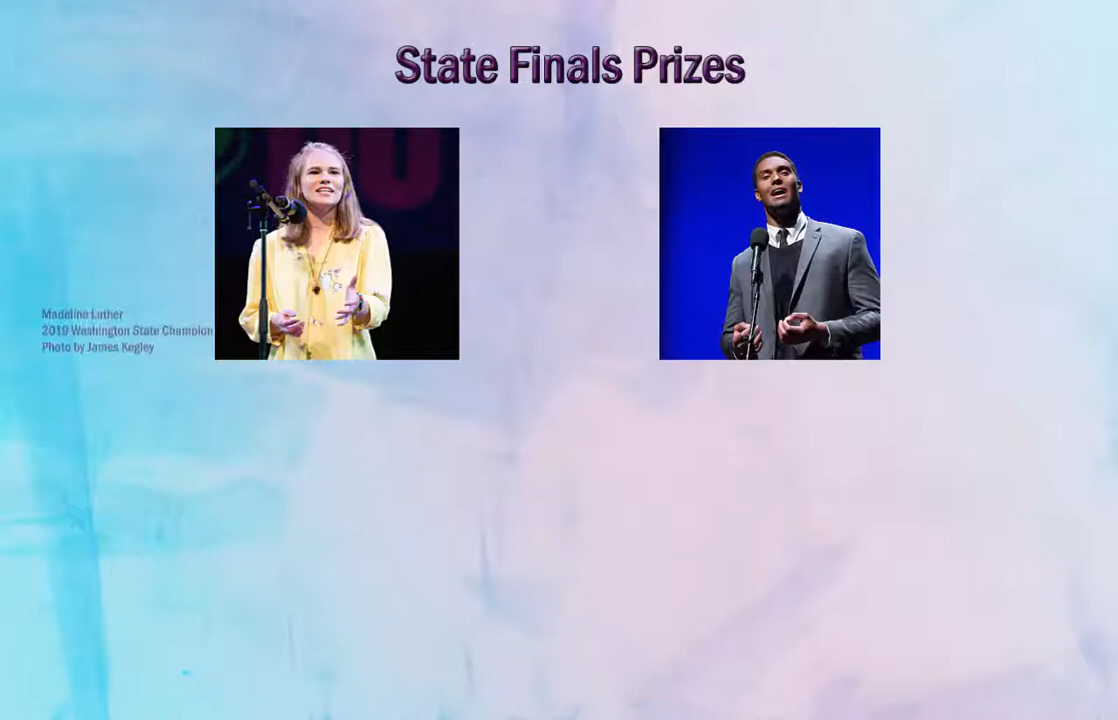 State Finals Prizes
Madeline Luther
2019 Washington State Champion
Photo by James Kegley